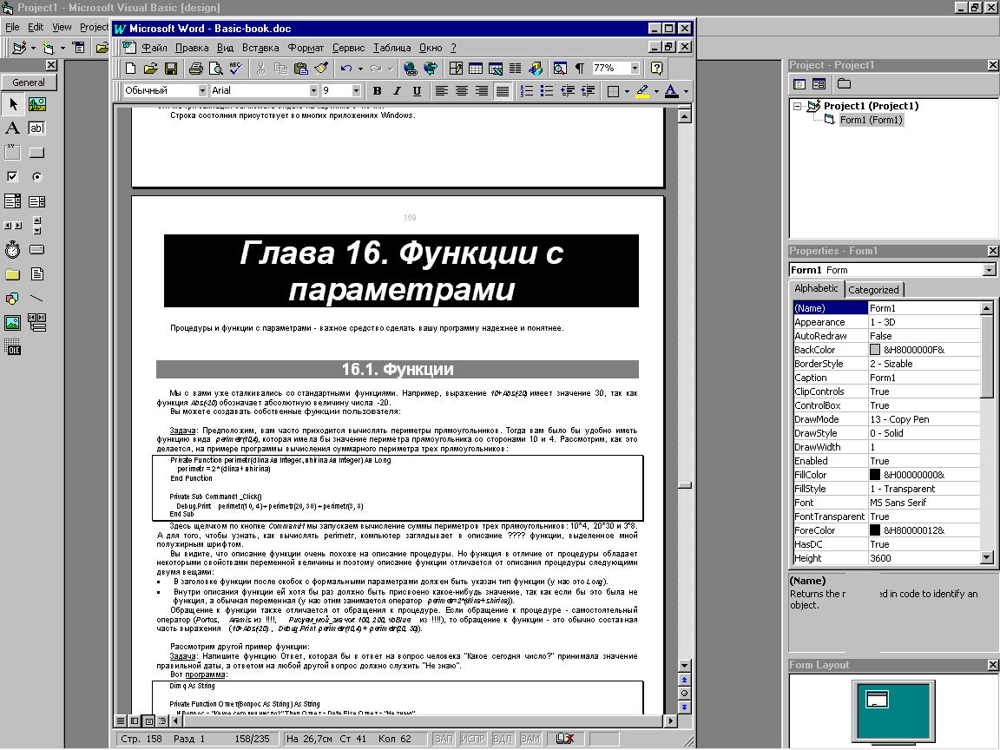 Project1 - Microsoft Visual Basic [design]
File Edit View Project
General
A
ab|
xv
OLE
Microsoft Word - Basic-book.doc
Файл Правка Вид Вставка Формат Сервис Таблица Окно ?
ABC
77%
Обычный Arial 9 B I U A
Строка состояния присутствует во многих приложениях Windows.
159
Глава 16. Функции с
параметрами
Процедуры и функции с параметрами - важное средство сделать вашу программу надежнее и понятнее.
16.1. Функции
Мы с вами уже сталкивались со стандартными функциями. Например, выражение 10+Abs(-20) имеет значение 30, так как
функция Abs(-20) обозначает абсолютную величину числа -20.
Вы можете создавать собственные функции пользователя:
Задача: Предположим, вам часто приходится вычислять периметры прямоугольников. Тогда вам было бы удобно иметь
функцию вида perimetr(10,4), которая имела бы значение периметра прямоугольника со сторонами 10 и 4. Рассмотрим, как это
делается, на примере программы вычисления суммарного периметра трех прямоугольников:
Private Function perimetr(dlina As Integer, shirina As Integer) As Long
perimetr = 2 * (dlina + shirina)
End Function
Private Sub Command1_Click()
Debug.Print perimetr(10, 4) + perimetr(20, 30) + perimetr(3, 8)
End Sub
Здесь щелчком по кнопке Command1 мы запускаем вычисление суммы периметров трех прямоугольников: 10*4, 20*30 и 3*8.
А для того, чтобы узнать, как вычислять perimetr, компьютер заглядывает в описание ???? функции, выделенное мной
полужирным шрифтом.
Вы видите, что описание функции очень похоже на описание процедуры. Но функция в отличие от процедуры обладает
некоторыми свойствами переменной величины и поэтому описание функции отличается от описания процедуры следующими
двумя вещами:
• В заголовке функции после скобок с формальными параметрами должен быть указан тип функции (у нас это Long).
• Внутри описания функции ей хотя бы раз должно быть присвоено какое-нибудь значение, так как если бы это была не
функция, а обычная переменная (у нас этим занимается оператор perimetr=2*(dlina+shirina)).
Обращение к функции также отличается от обращения к процедуре. Если обращение к процедуре - самостоятельный
оператор (Portos, Aramis из !!!!, Рисуем_мой_значок 100, 200, vbBlue из !!!!), то обращение к функции - это обычно составная
часть выражения (10+Abs(-20) , Debug.Print perimetr(10,4) + perimetr(20, 30)).
Рассмотрим другой пример функции:
Задача: Напишите функцию Ответ, которая бы в ответ на вопрос человека "Какое сегодня число?" принимала значение
правильной даты, а ответом на любой другой вопрос должно служить "Не знаю".
Вот программа:
Dim q As String
Private Function Ответ(Вопрос As String) As String
If Вопрос = "Какое сегодня число?" Then Ответ = Date Else Ответ = "Не знаю"
Стр. 158 Разд 1 158/235 На 26,7см Ст 41 Кол 62 ЗАП ИСПР ВДЛ ЗАМ
Project - Project1
Project1 (Project1)
Form1 (Form1)
Properties - Form1
Form1 Form
Alphabetic Categorized
(Name) Form1
Appearance 1 - 3D
AutoRedraw False
BackColor &H8000000F&
BorderStyle 2 - Sizable
Caption Form1
ClipControls True
ControlBox True
DrawMode 13 - Copy Pen
DrawStyle 0 - Solid
DrawWidth 1
Enabled True
FillColor &H00000000&
FillStyle 1 - Transparent
Font MS Sans Serif
FontTransparent True
ForeColor &H80000012&
HasDC True
Height 3600
(Name)
Returns the ed in code to identify an
object.
Form Layout